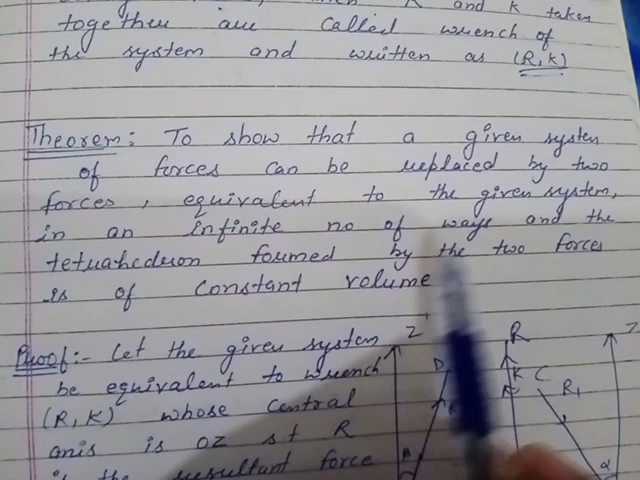 R and K taken
together are called wrench of
the system and written as (R,K)
Theorem: To show that a given system
of forces can be replaced by two
forces, equivalent to the given system,
in an infinite no of ways and the
tetrahedron formed by the two forces
is of constant volume
Proof:- Let the given system
be equivalent to wrench
(R,K) whose central
axis is OZ s t R
is the resultant force
Z'
D
A
R
K
C
R1
Z
α